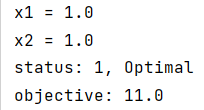 x1 = 1.0
x2 = 1.0
status: 1, Optimal
objective: 11.0